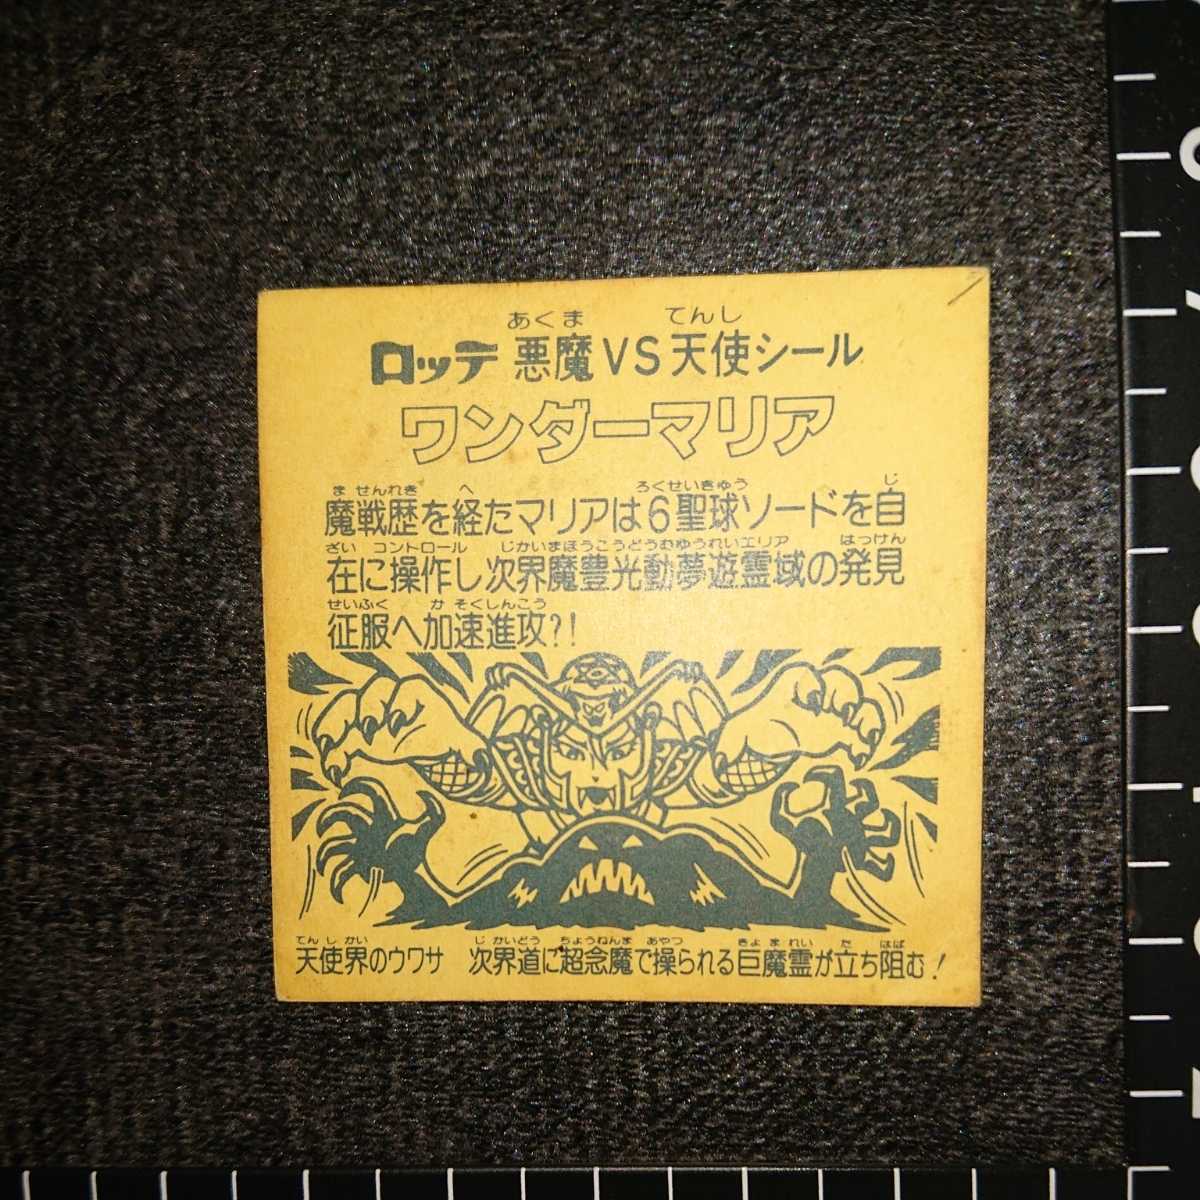 あくま てんし
ロッテ 悪魔VS天使シール
ワンダーマリア
ませんれき へ ろくせいきゅう じ
魔戦歴を経たマリアは6聖球ソードを自
ざい コントロール じかいまほうこうどうむゆうれいエリア はっけん
在に操作し次界魔豊光動夢遊霊域の発見
せいふく かそくしんこう
征服へ加速進攻?!
てんしかい じかいどう ちょうねんま あやつ きょまれい た はば
天使界のウワサ 次界道に超念魔で操られる巨魔霊が立ち阻む!